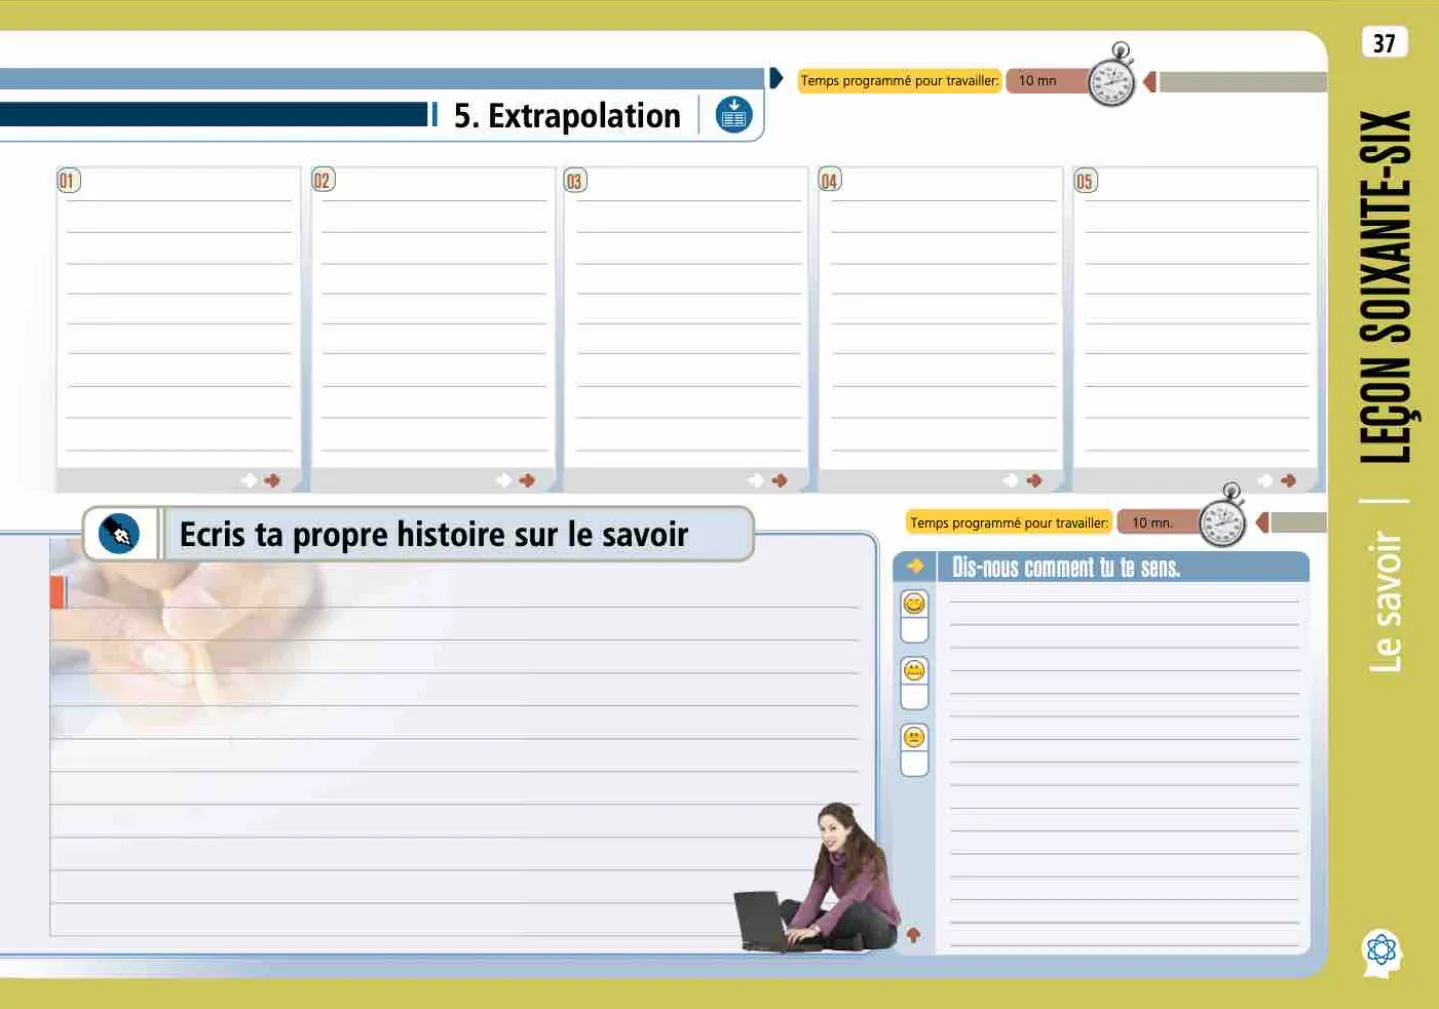 37
Temps programmé pour travailler:
10 mn
5. Extrapolation
01
02
03
04
05
Ecris ta propre histoire sur le savoir
Temps programmé pour travailler:
10 mn.
Dis-nous comment tu te sens.
LEÇON SOIXANTE-SIX
Le savoir